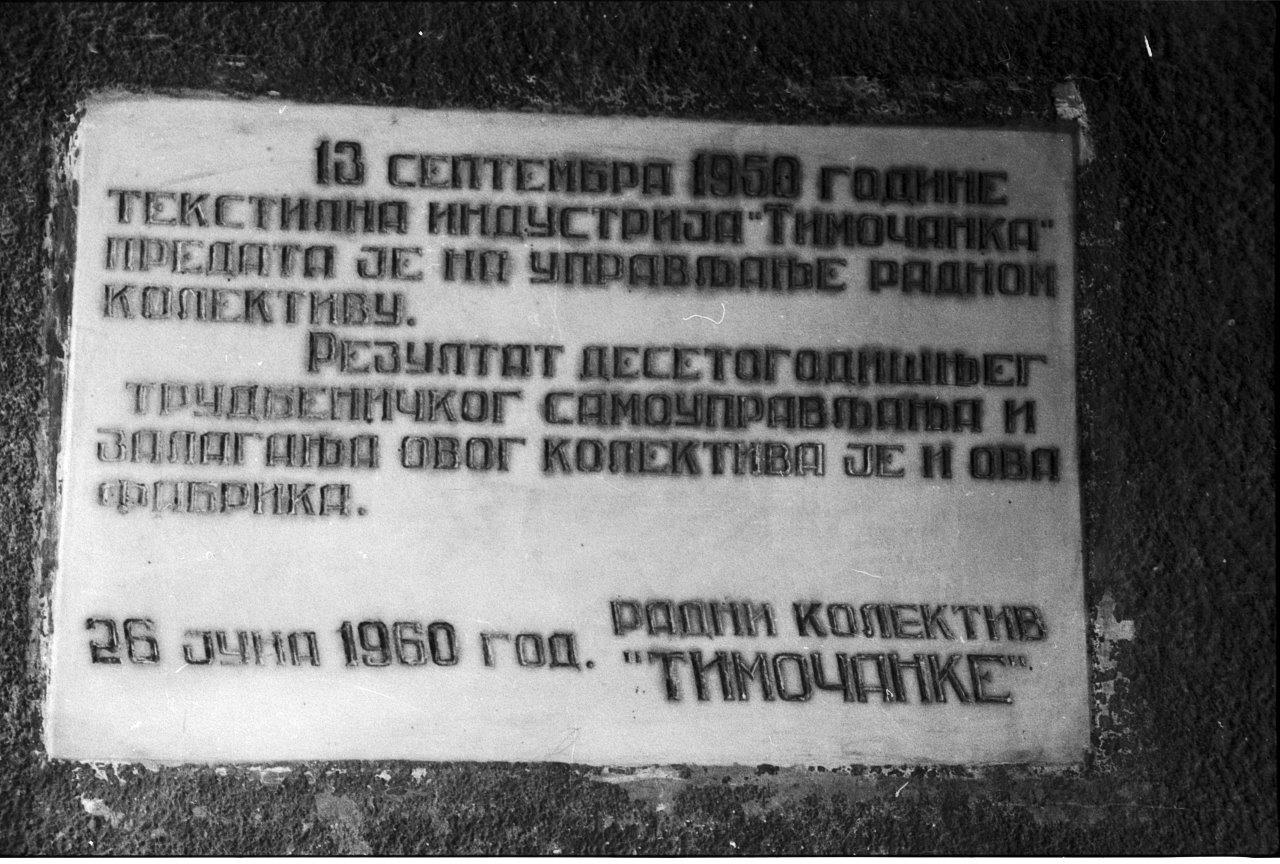 13 СЕПТЕМБРА 1950 ГОДИНЕ
ТЕКСТИЛНА ИНДУСТРИЈА "ТИМОЧАНКА"
ПРЕДАТА ЈЕ НА УПРАВЉАЊЕ РАДНОМ
КОЛЕКТИВУ.
РЕЗУЛТАТ ДЕСЕТОГОДИШЊЕГ
ТРУДБЕНИЧКОГ САМОУПРАВЉАЊА И
ЗАЛАГАЊА ОВОГ КОЛЕКТИВА ЈЕ И ОВА
ФАБРИКА.
26 ЈУНА 1960 ГОД.
РАДНИ КОЛЕКТИВ
"ТИМОЧАНКЕ".